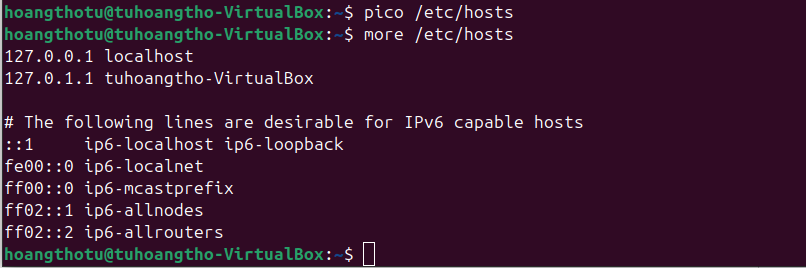 hoangthotu@tuhoangtho-VirtualBox:~$ pico /etc/hosts
hoangthotu@tuhoangtho-VirtualBox:~$ more /etc/hosts
127.0.0.1 localhost
127.0.1.1 tuhoangtho-VirtualBox

# The following lines are desirable for IPv6 capable hosts
::1     ip6-localhost ip6-loopback
fe00::0 ip6-localnet
ff00::0 ip6-mcastprefix
ff02::1 ip6-allnodes
ff02::2 ip6-allrouters
hoangthotu@tuhoangtho-VirtualBox:~$